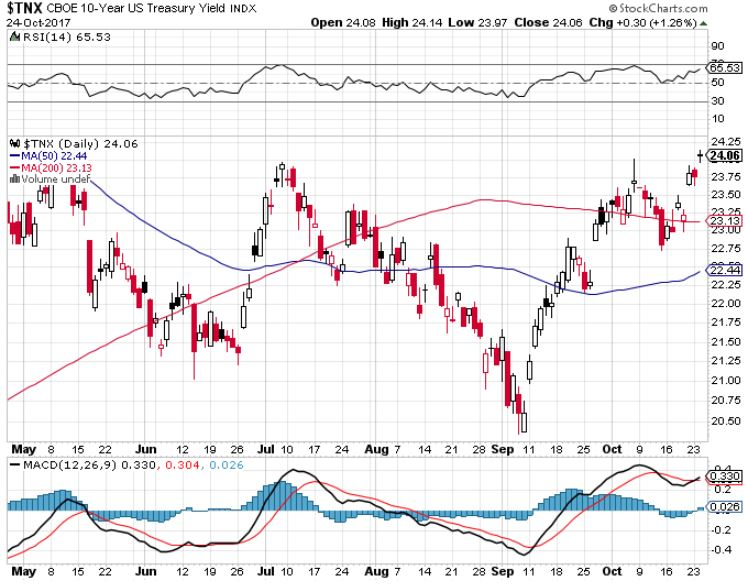 $TNX CBOE 10-Year US Treasury Yield INDX © StockCharts.com
24-Oct-2017 Open 24.08 High 24.14 Low 23.97 Close 24.06 Chg +0.30 (+1.26%)
RSI(14) 65.53
90
70
65.53
50
30
10
$TNX (Daily) 24.06
MA(50) 22.44
MA(200) 23.13
Volume undef.
24.25
24.06
23.75
23.50
23.25
23.13
23.00
22.75
22.44
22.25
22.00
21.75
21.50
21.25
21.00
20.75
20.50
May 8 15 22 Jun 12 19 26 Jul 10 17 24 Aug 7 14 21 28 Sep 11 18 25 Oct 9 16 23
MACD(12,26,9) 0.330, 0.304, 0.026
0.4
0.330
0.2
0.026
-0.2
-0.4
May 8 15 22 Jun 12 19 26 Jul 10 17 24 Aug 7 14 21 28 Sep 11 18 25 Oct 9 16 23